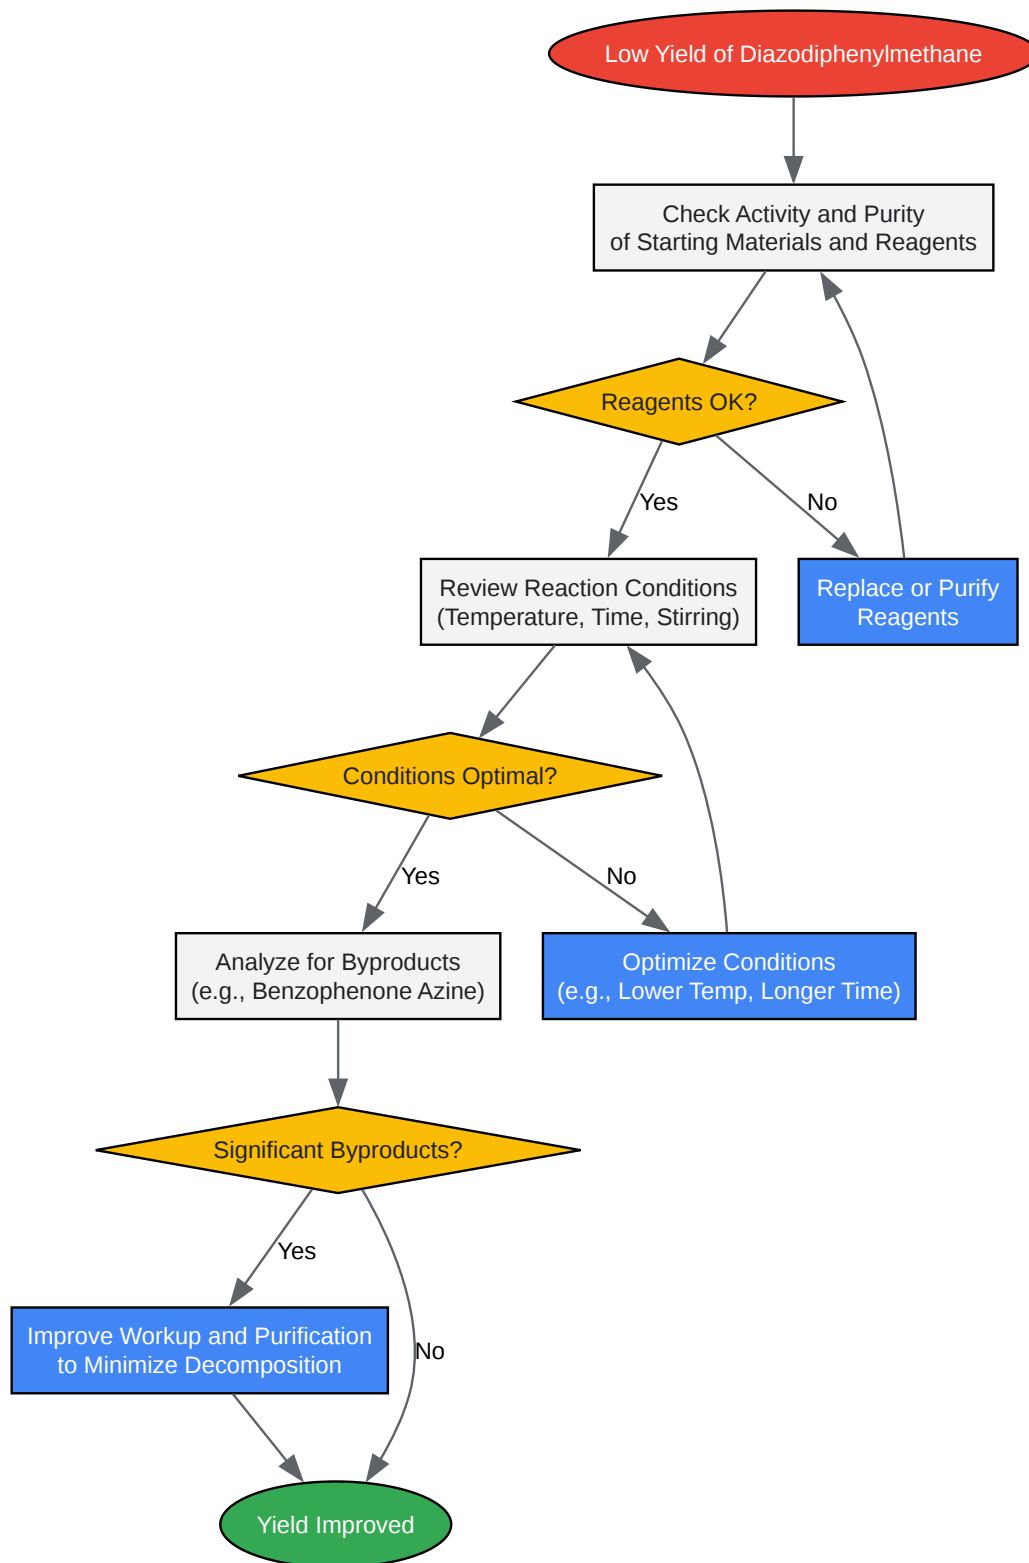 Low Yield of Diazodiphenylmethane
Check Activity and Purity
of Starting Materials and Reagents
Reagents OK?
Yes
No
Review Reaction Conditions
(Temperature, Time, Stirring)
Replace or Purify
Reagents
Conditions Optimal?
Yes
No
Analyze for Byproducts
(e.g., Benzophenone Azine)
Optimize Conditions
(e.g., Lower Temp, Longer Time)
Significant Byproducts?
Yes
No
Improve Workup and Purification
to Minimize Decomposition
Yield Improved